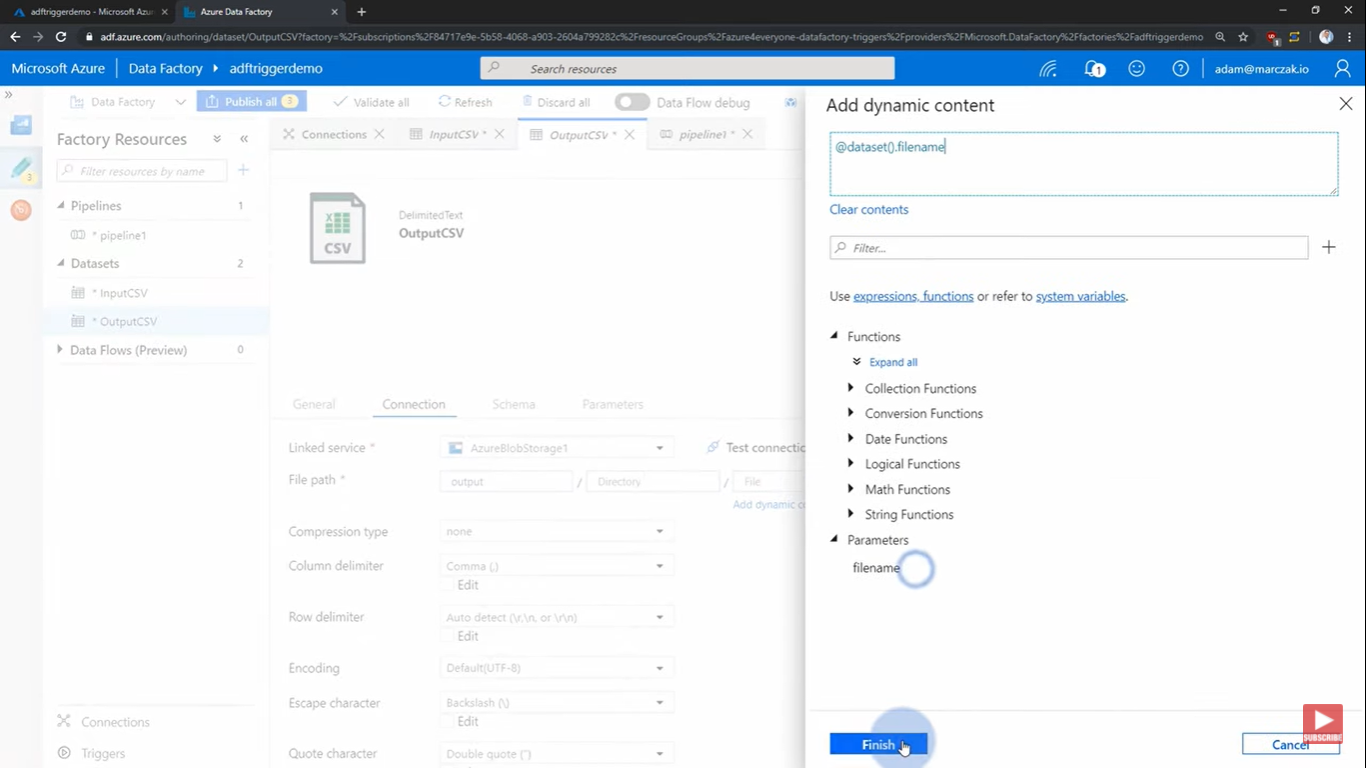 adftriggerdemo - Microsoft Azu
Azure Data Factory
adf.azure.com/authoring/dataset/OutputCSV?factory=%2Fsubscriptions%2F84717e9e-5b58-4068-a903-2604a799282c%2FresourceGroups%2Fazure4everyone-datafactory-triggers%2Fproviders%2FMicrosoft.DataFactory%2Ffactories%2Fadftriggerdemo
1
Microsoft Azure
Data Factory
adftriggerdemo
Search resources
1
adam@marczak.io
Data Factory
Publish all 3
Validate all
Refresh
Discard all
Data Flow debug
Factory Resources
Filter resources by name
Pipelines 1
* pipeline1
Datasets 2
* InputCSV
* OutputCSV
Data Flows (Preview) 0
Connections
Triggers
3
Connections
InputCSV *
OutputCSV *
pipeline1 *
CSV
DelimitedText
OutputCSV
General
Connection
Schema
Parameters
Linked service * AzureBlobStorage1 Test connectic
File path * output / Directory / File
Add dynamic co
Compression type none
Column delimiter Comma (,)
Edit
Row delimiter Auto detect (\r,\n, or \r\n)
Edit
Encoding Default(UTF-8)
Escape character Backslash (\)
Edit
Quote character Double quote (")
Add dynamic content
@dataset().filename
Clear contents
Filter...
Use expressions, functions or refer to system variables.
Functions
Expand all
Collection Functions
Conversion Functions
Date Functions
Logical Functions
Math Functions
String Functions
Parameters
filename
Finish
Cancel
SUBSCRIBE